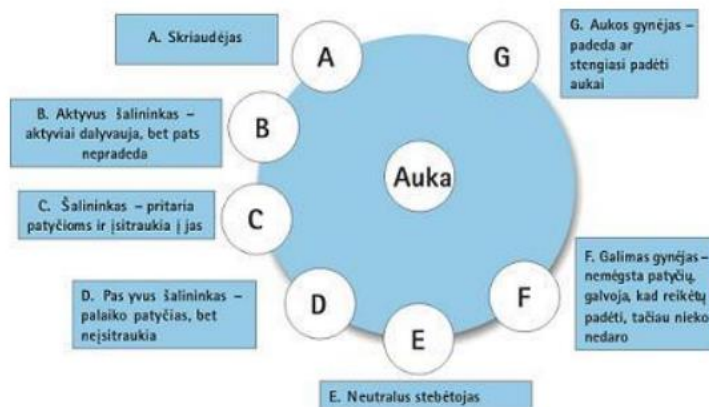 A. Skriaudėjas
A
G
G. Aukos gynėjas –
padeda ar
stengiasi padėti
aukai
B. Aktyvus šalininkas –
aktyviai dalyvauja, bet pats
nepradeda
B
Auka
C. Šalininkas – pritaria
patyčioms ir įsitraukia į jas
C
D. Pas yvus šalininkas –
palaiko patyčias, bet
neįsitraukia
D
E
F
F. Galimas gynėjas –
nemėgsta patyčių,
galvoja, kad reikėtų
padėti, tačiau nieko
nedaro
E. Neutralus stebėtojas